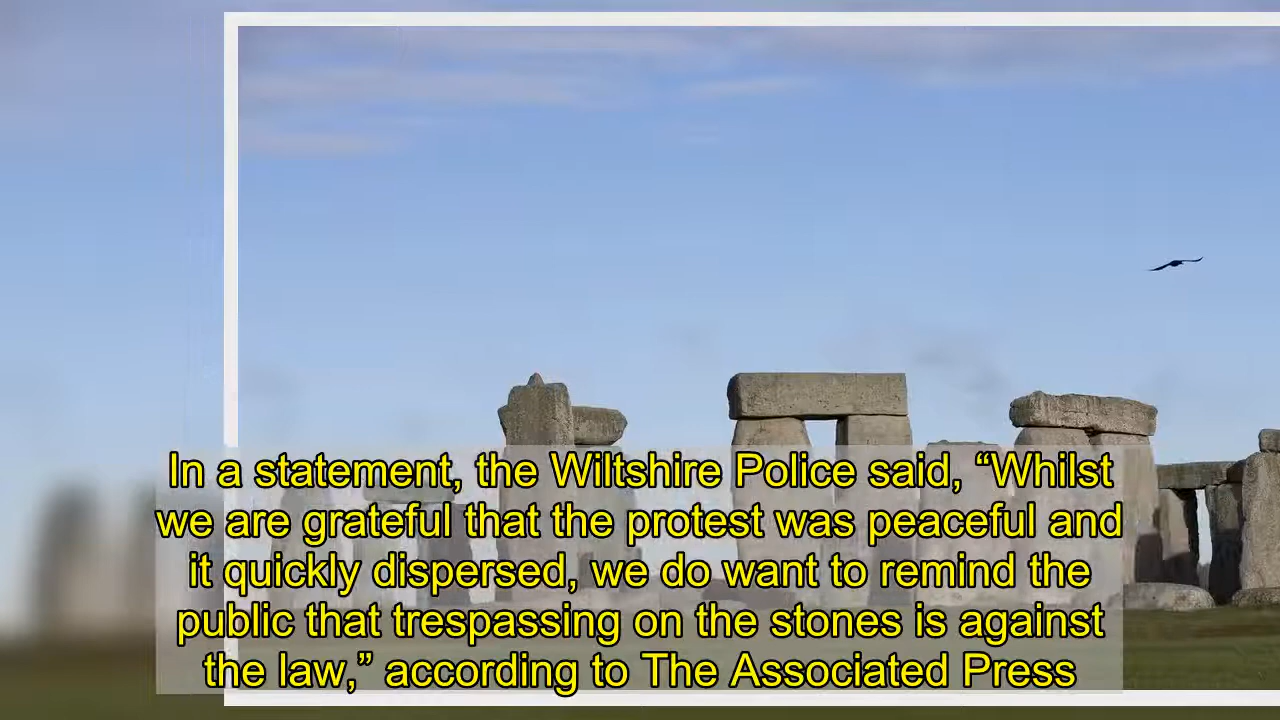 In a statement, the Wiltshire Police said, “Whilst
we are grateful that the protest was peaceful and
it quickly dispersed, we do want to remind the
public that trespassing on the stones is against
the law,” according to The Associated Press